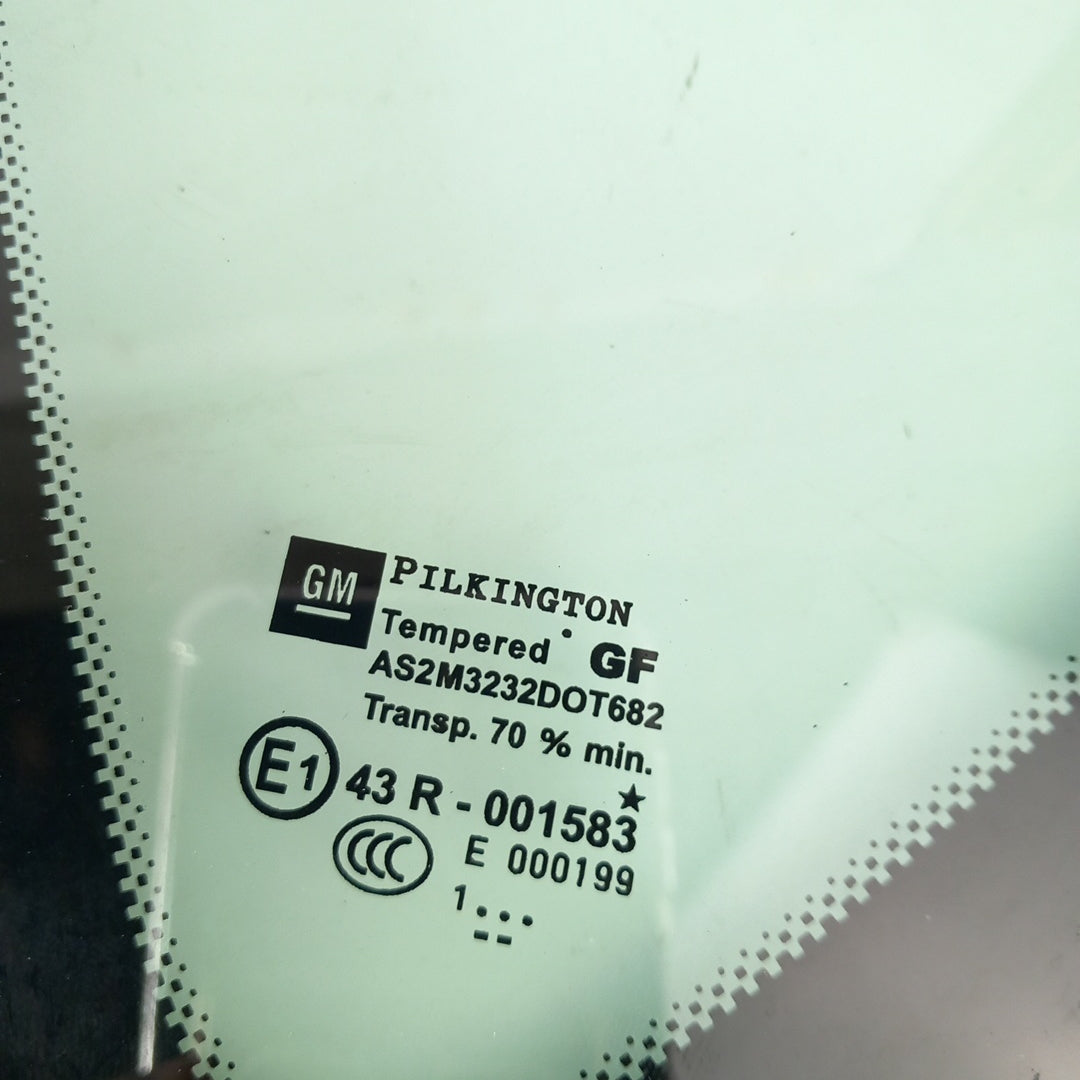 GM
PILKINGTON
Tempered GF
AS2M3232DOT682
Transp. 70 % min.
E1 43 R - 001583
CCC E 000199
1